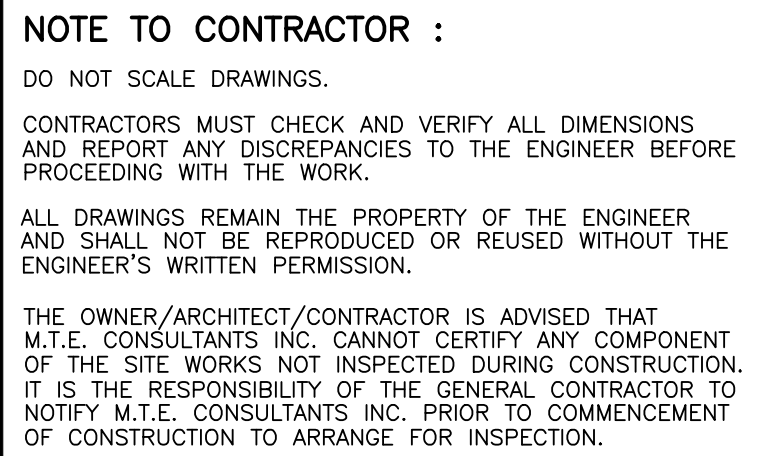 NOTE TO CONTRACTOR :
DO NOT SCALE DRAWINGS.
CONTRACTORS MUST CHECK AND VERIFY ALL DIMENSIONS
AND REPORT ANY DISCREPANCIES TO THE ENGINEER BEFORE
PROCEEDING WITH THE WORK.
ALL DRAWINGS REMAIN THE PROPERTY OF THE ENGINEER
AND SHALL NOT BE REPRODUCED OR REUSED WITHOUT THE
ENGINEER'S WRITTEN PERMISSION.
THE OWNER/ARCHITECT/CONTRACTOR IS ADVISED THAT
M.T.E. CONSULTANTS INC. CANNOT CERTIFY ANY COMPONENT
OF THE SITE WORKS NOT INSPECTED DURING CONSTRUCTION.
IT IS THE RESPONSIBILITY OF THE GENERAL CONTRACTOR TO
NOTIFY M.T.E. CONSULTANTS INC. PRIOR TO COMMENCEMENT
OF CONSTRUCTION TO ARRANGE FOR INSPECTION.